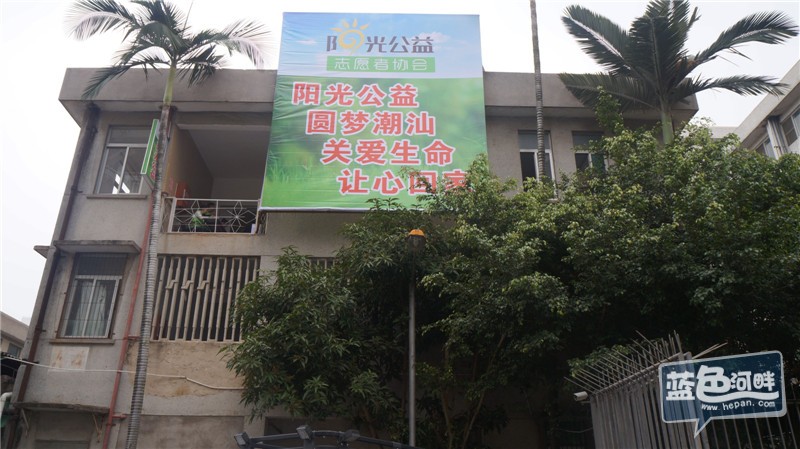 阳光公益
志愿者协会
阳光公益
圆梦潮汕
关爱生命
让心回家
蓝色河畔
www.hepan.com